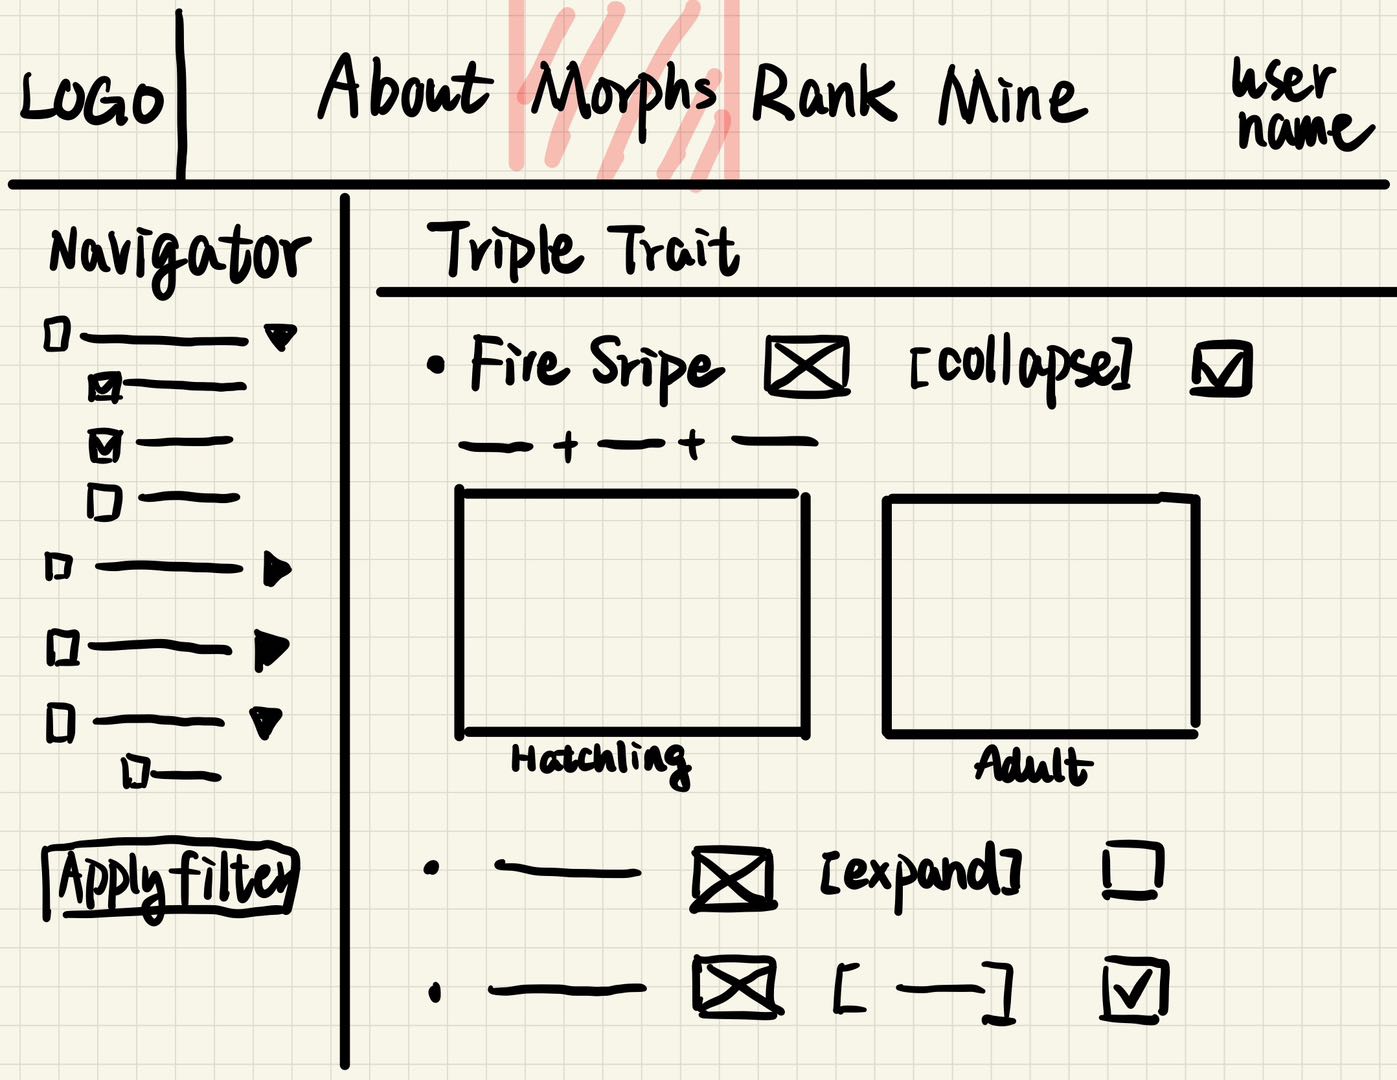 LOGO About Morphs Rank Mine user name
Navigator
Triple Trait
• Fire Sripe [collapse]
+ +
Hatchling Adult
• [expand]
Apply filter
• [ ]